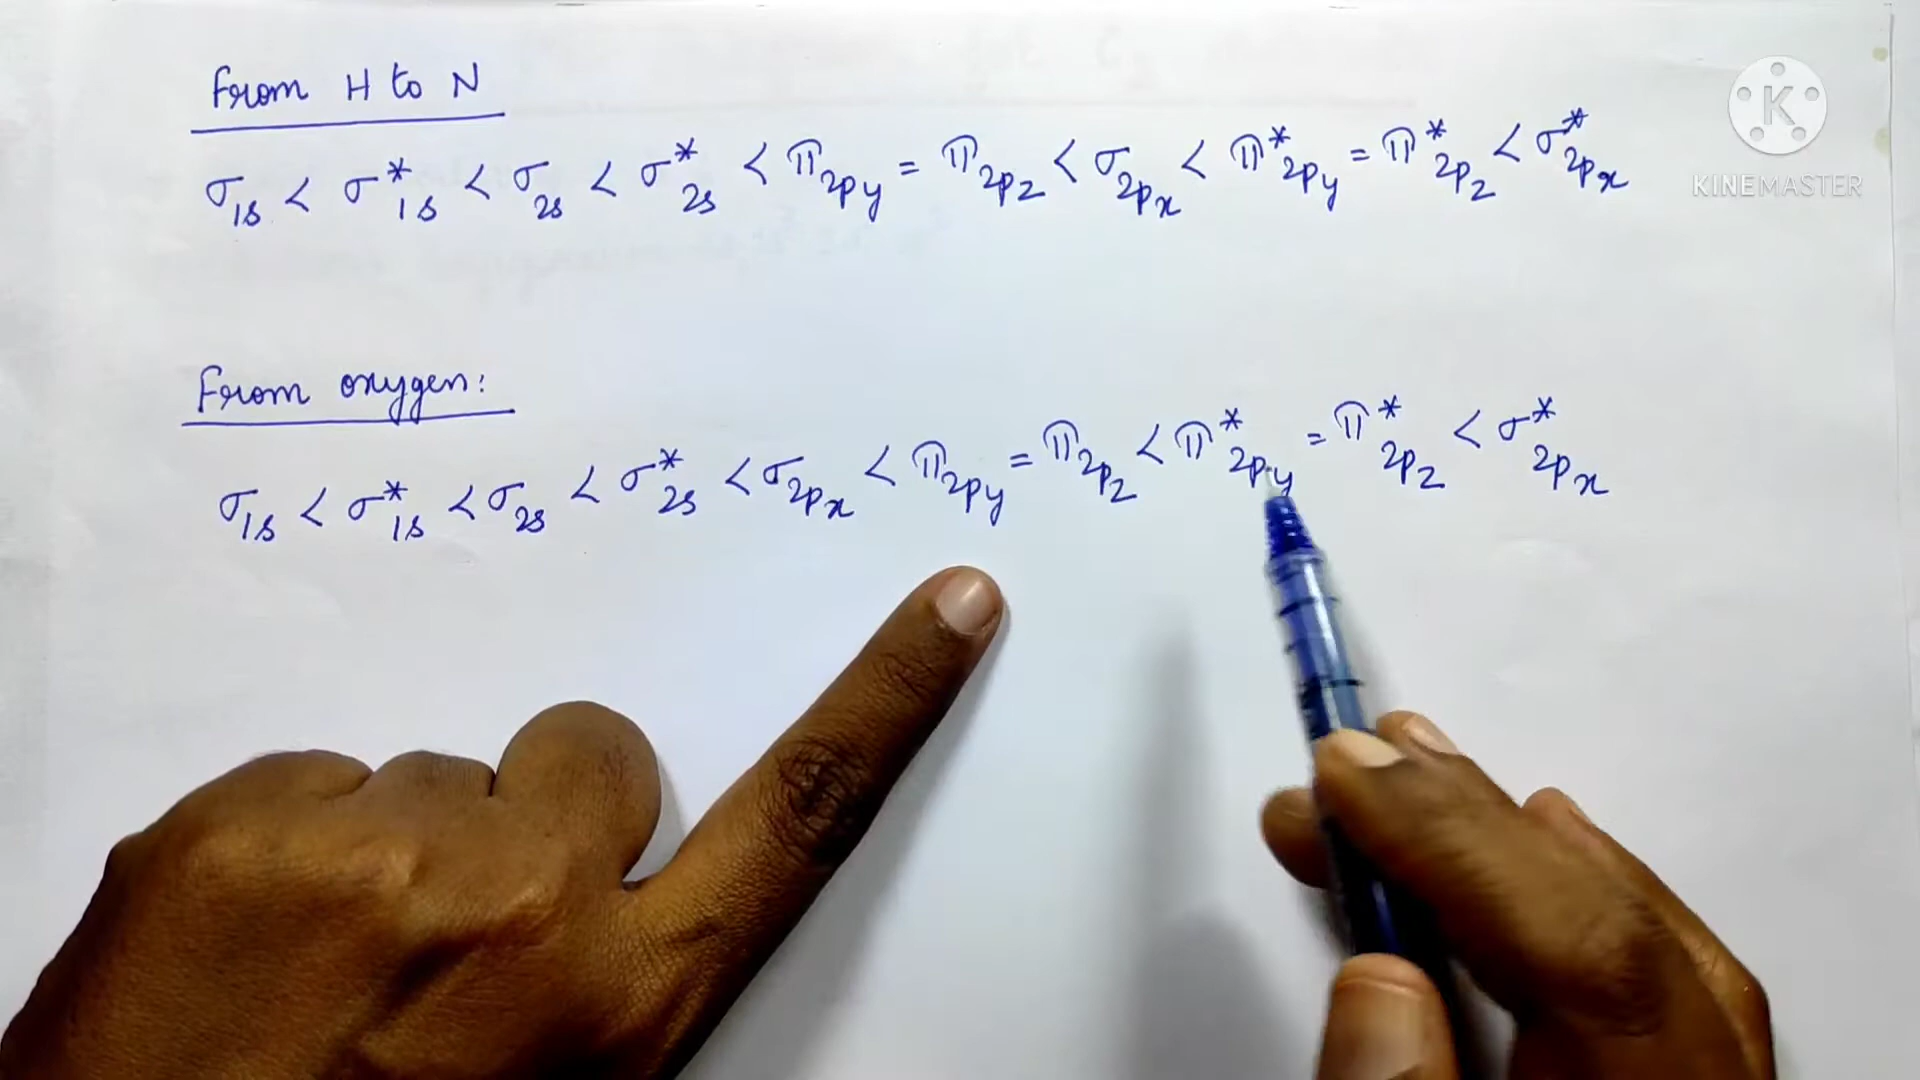 From H to N
σ1s < σ*1s < σ2s < σ*2s < π2py = π2pz < σ2px < π*2py = π*2pz < σ*2px
K
KINEMASTER
From oxygen:
σ1s < σ*1s < σ2s < σ*2s < σ2px < π2py = π2pz < π*2py = π*2pz < σ*2px